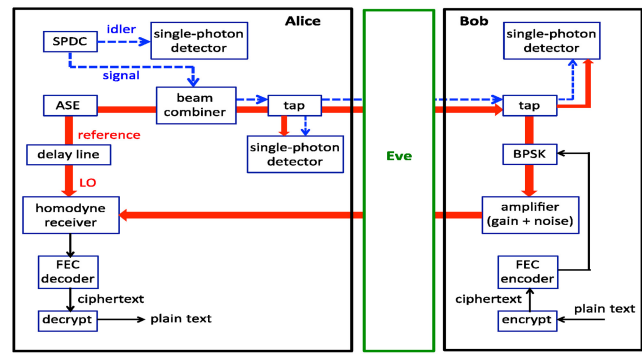 Alice
Bob
SPDC
idler
single-photon
detector
signal
single-photon
detector
ASE
beam
combiner
tap
tap
reference
delay line
single-photon
detector
Eve
BPSK
LO
homodyne
receiver
amplifier
(gain + noise)
FEC
decoder
FEC
encoder
ciphertext
ciphertext
plain text
decrypt
plain text
encrypt